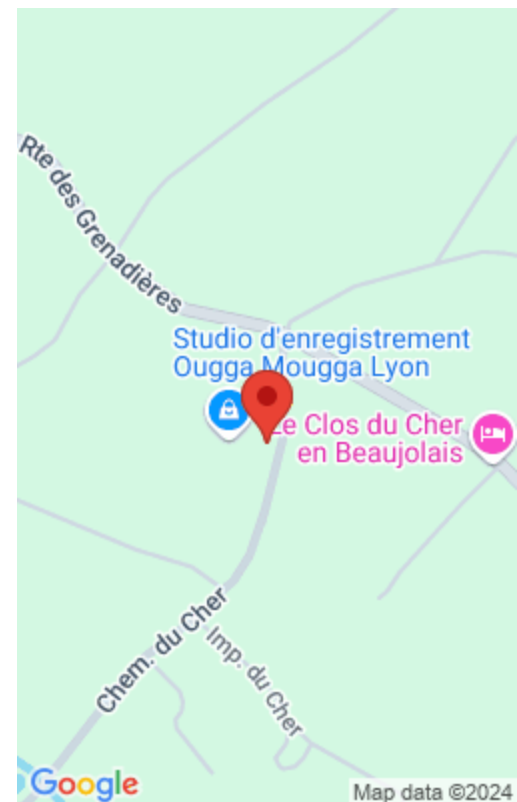 Rte des Grenadières
Studio d'enregistrement
Ougga Mougga Lyon
Le Clos du Cher
en Beaujolais
Chem. du Cher
Imp. du Cher
Google
Map data ©2024